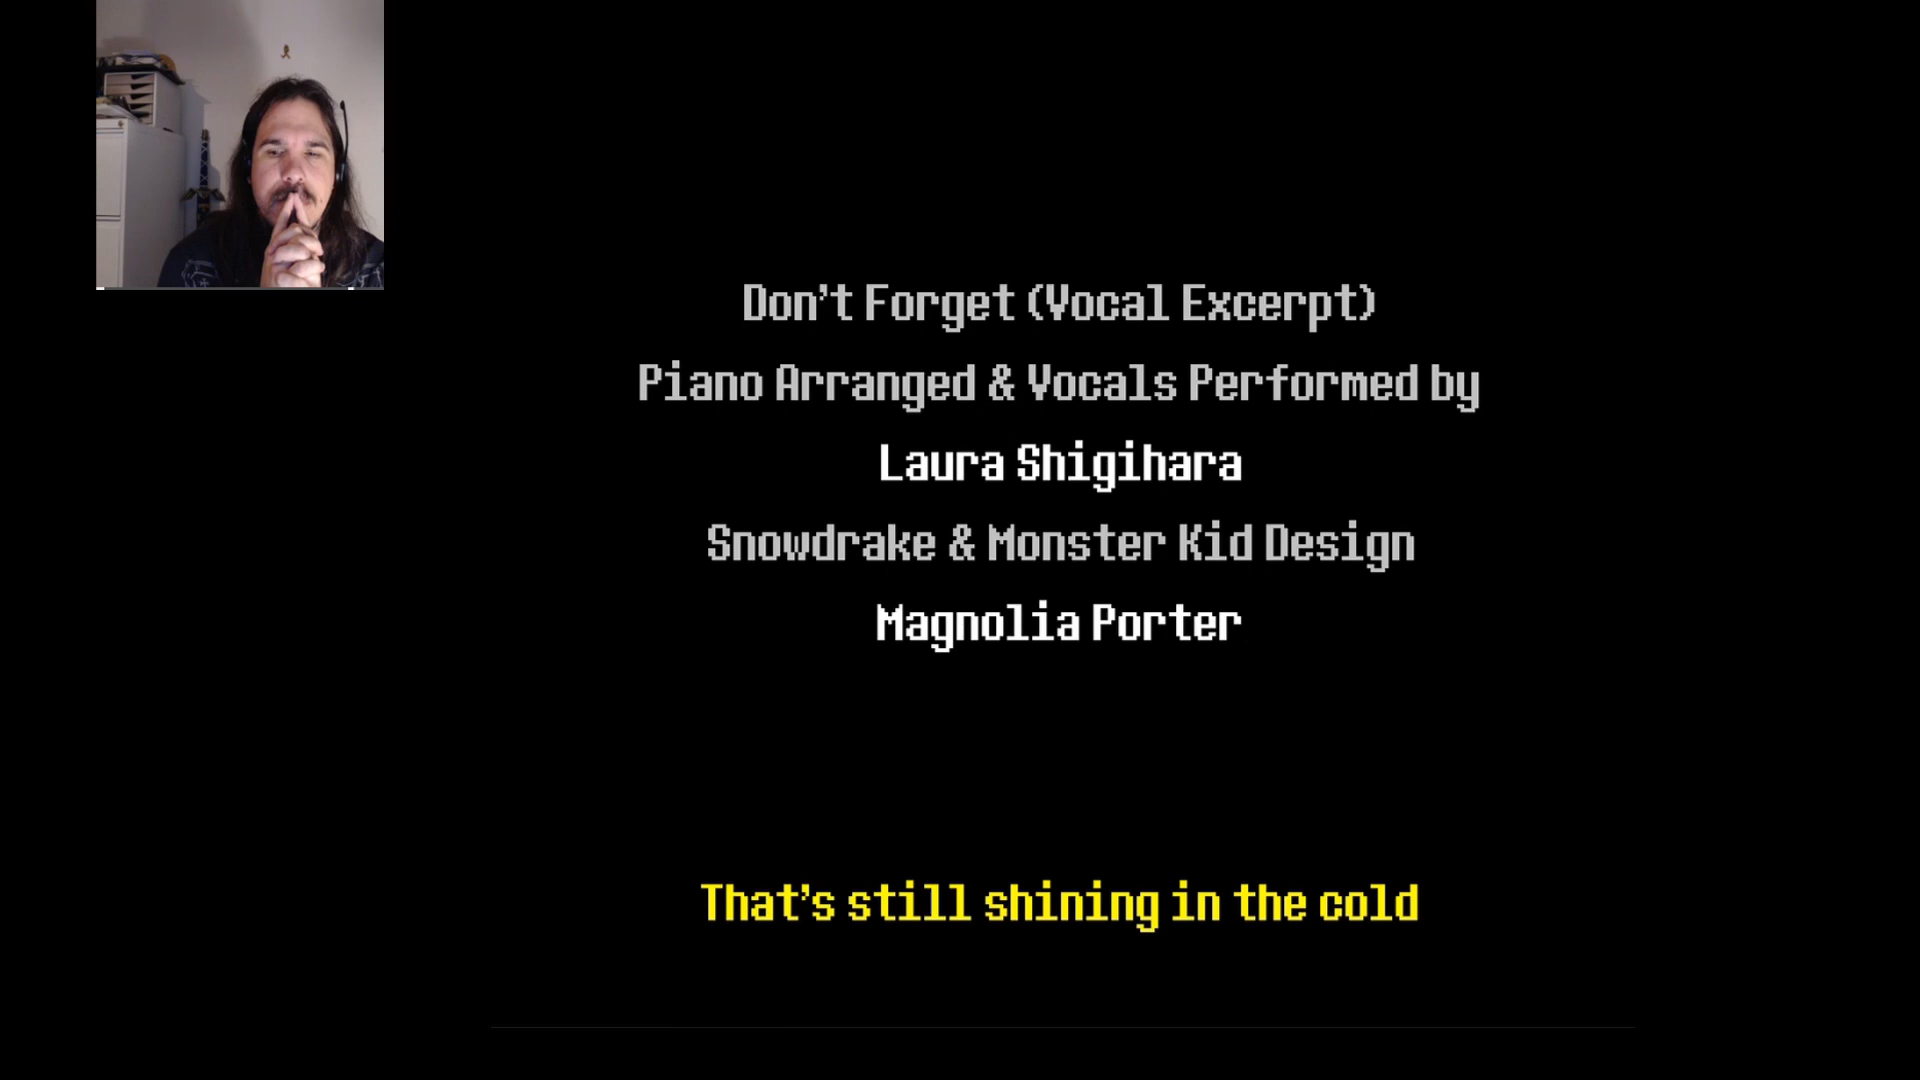 Don't Forget (Vocal Excerpt)
Piano Arranged & Vocals Performed by
Laura Shigihara
Snowdrake & Monster Kid Design
Magnolia Porter
That's still shining in the cold